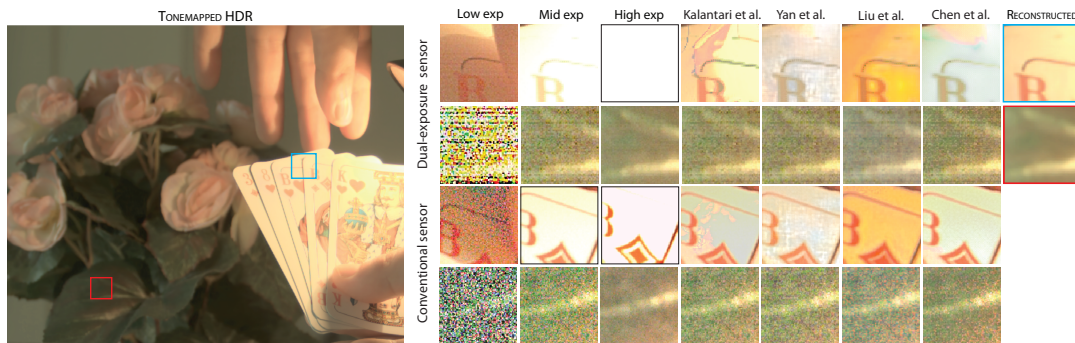 TONEMAPPED HDR
Low exp Mid exp High exp Kalantari et al. Yan et al. Liu et al. Chen et al. RECONSTRUCTED
Dual-exposure sensor
B
Conventional sensor
K